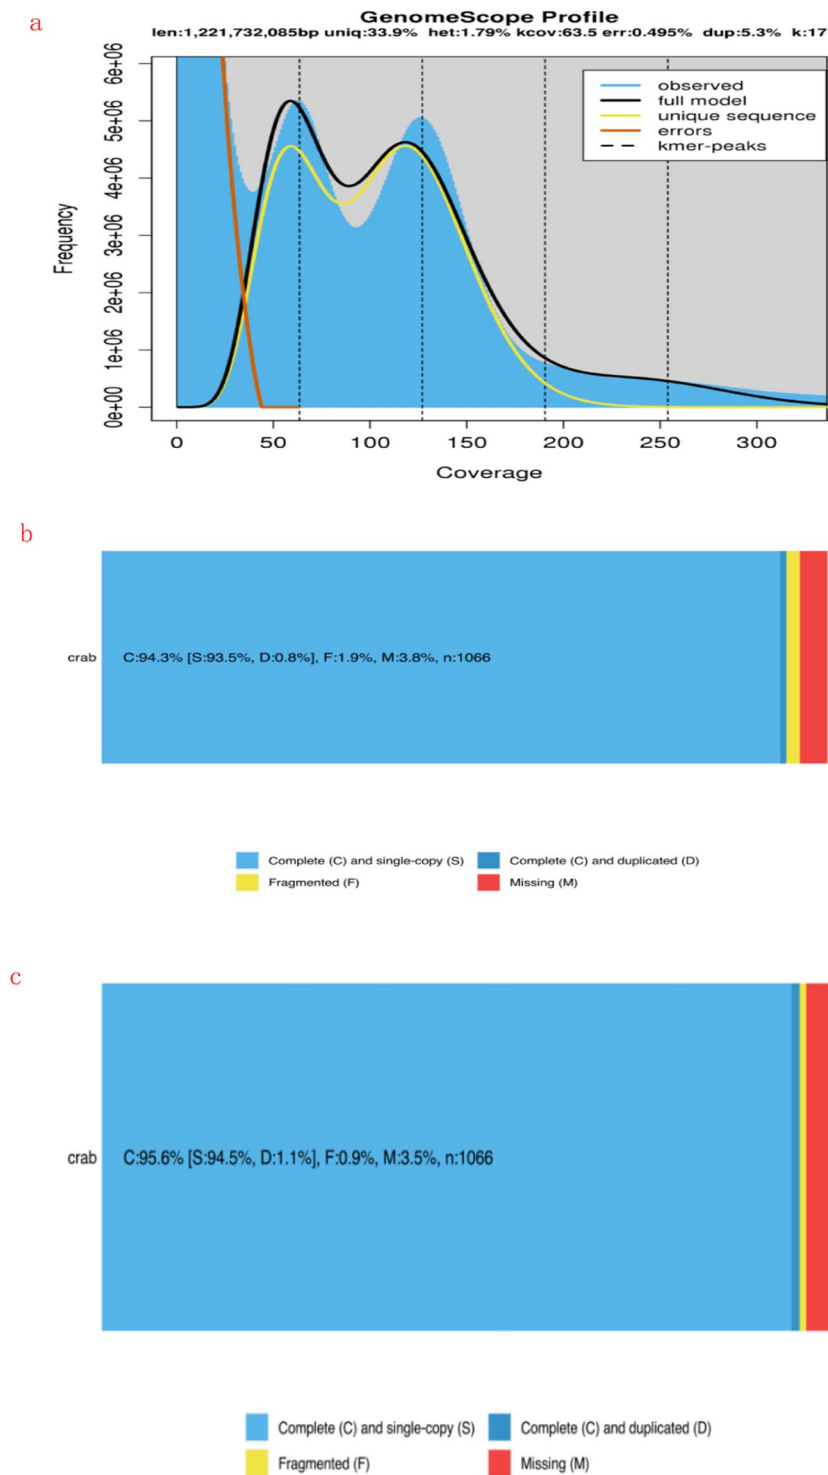 a
GenomeScope Profile
len:1,221,732,085bp uniq:33.9% het:1.79% kcov:63.5 err:0.495% dup:5.3% k:17
observed
full model
unique sequence
errors
kmer-peaks
Frequency
6e+06
5e+06
4e+06
3e+06
2e+06
1e+06
0e+00
0 50 100 150 200 250 300
Coverage
b
crab C:94.3% [S:93.5%, D:0.8%], F:1.9%, M:3.8%, n:1066
Complete (C) and single-copy (S) Complete (C) and duplicated (D)
Fragmented (F) Missing (M)
c
crab C:95.6% [S:94.5%, D:1.1%], F:0.9%, M:3.5%, n:1066
Complete (C) and single-copy (S) Complete (C) and duplicated (D)
Fragmented (F) Missing (M)